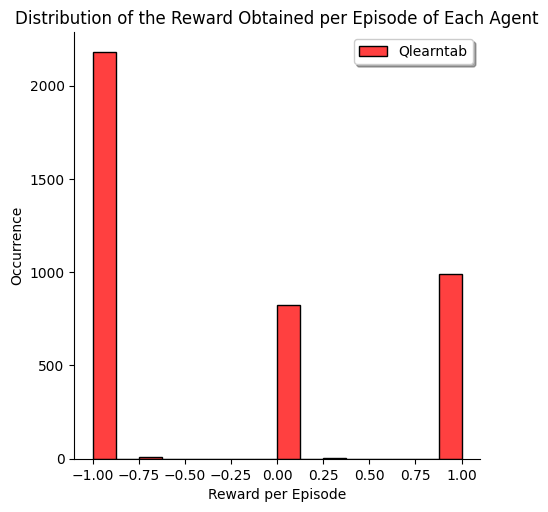 Distribution of the Reward Obtained per Episode of Each Agent
Qlearntab
2000
1500
1000
500
0
Occurrence
−1.00 −0.75 −0.50 −0.25 0.00 0.25 0.50 0.75 1.00
Reward per Episode